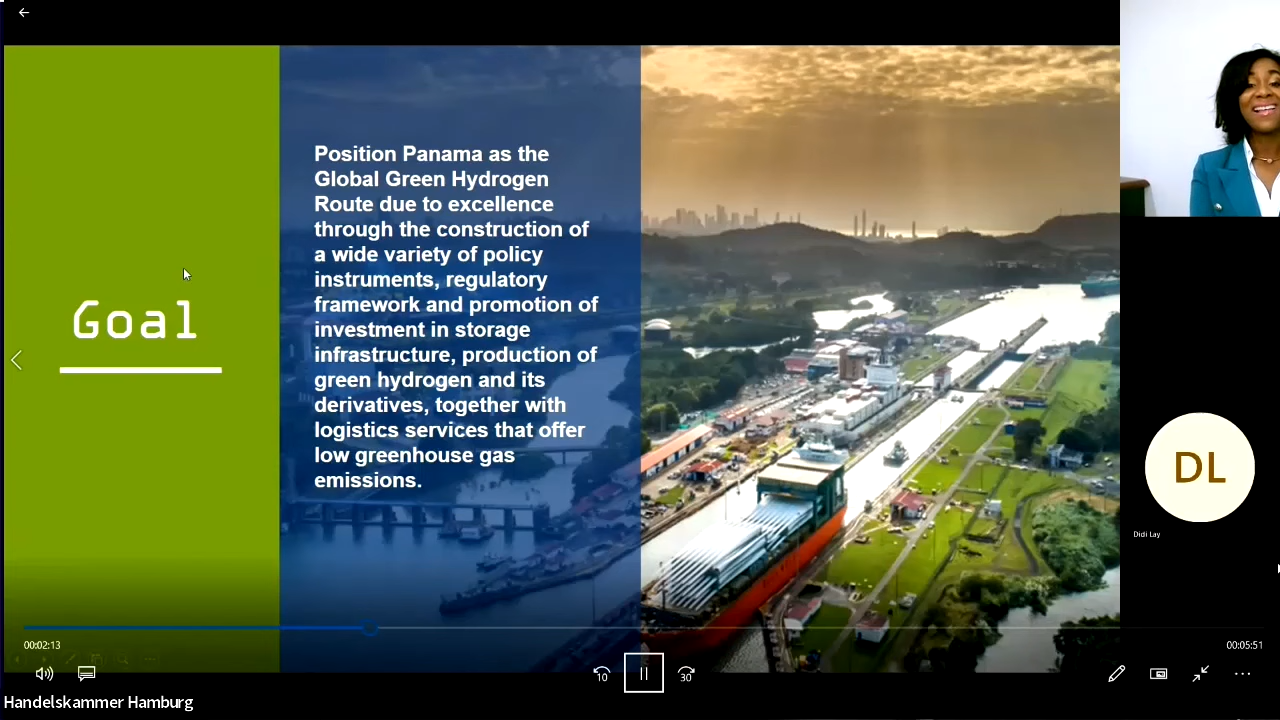 Goal
Position Panama as the
Global Green Hydrogen
Route due to excellence
through the construction of
a wide variety of policy
instruments, regulatory
framework and promotion of
investment in storage
infrastructure, production of
green hydrogen and its
derivatives, together with
logistics services that offer
low greenhouse gas
emissions.
DL
Didi Lay
00:02:13
00:05:51
10
30
Handelskammer Hamburg